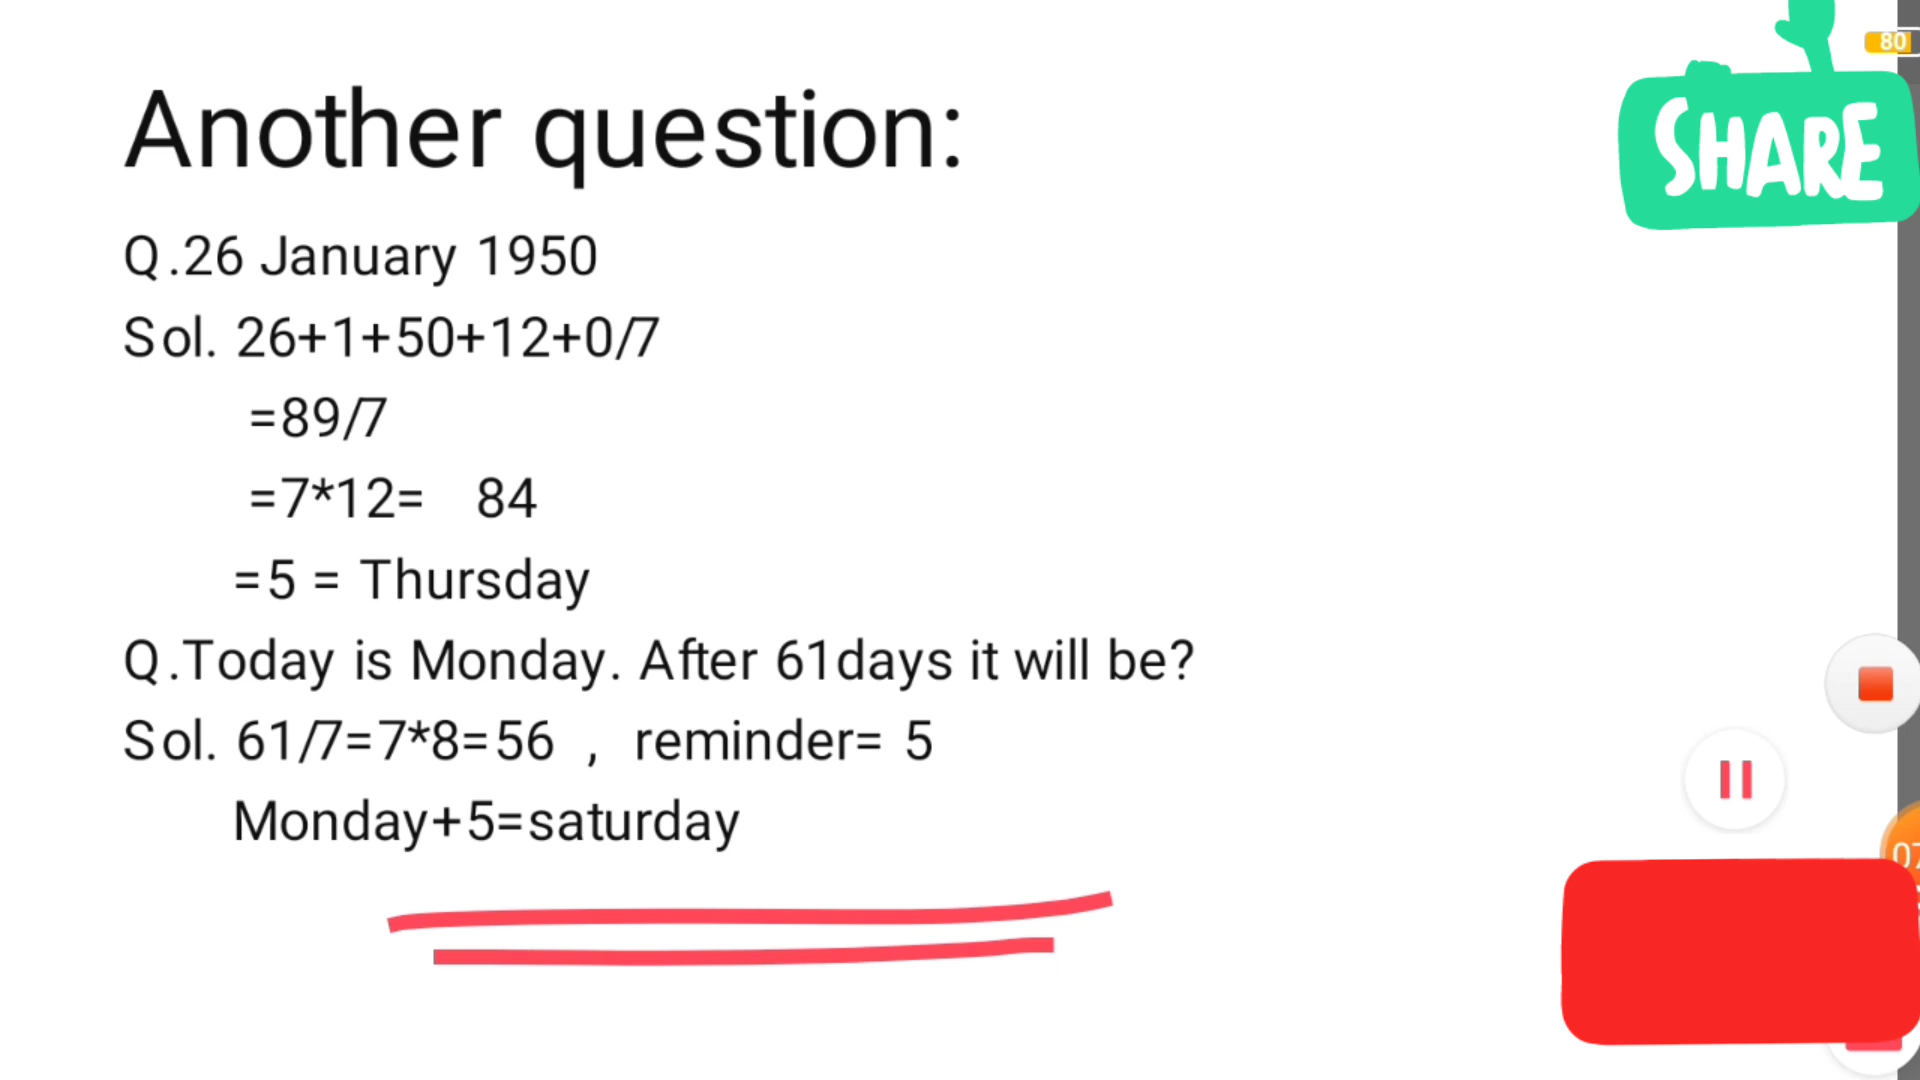 Another question:
SHARE
80
Q.26 January 1950
Sol. 26+1+50+12+0/7
=89/7
=7*12= 84
=5 = Thursday
Q.Today is Monday. After 61days it will be?
Sol. 61/7=7*8=56 , reminder= 5
Monday+5=saturday